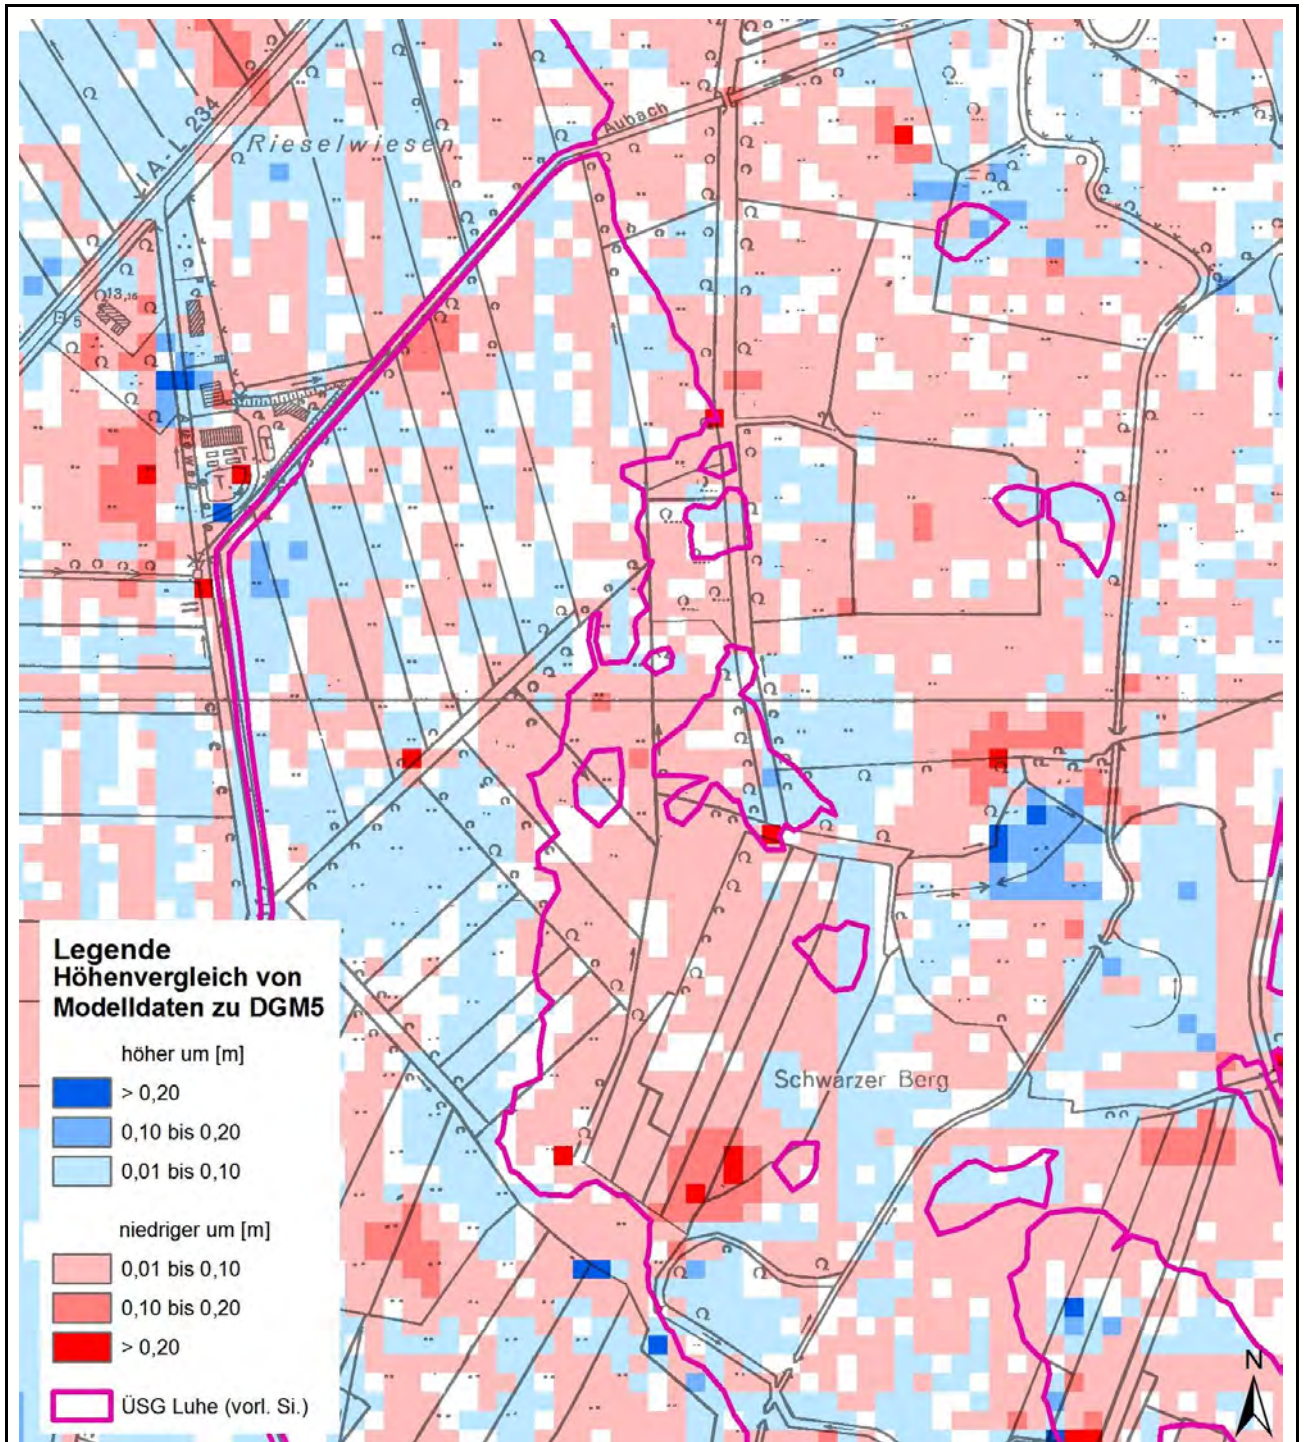 IA-L 234
Rieselwiesen
Aubach
13,16
5
Schwarzer Berg
Legende
Höhenvergleich von
Modelldaten zu DGM5
höher um [m]
> 0,20
0,10 bis 0,20
0,01 bis 0,10
niedriger um [m]
0,01 bis 0,10
0,10 bis 0,20
> 0,20
ÜSG Luhe (vorl. Si.)
N